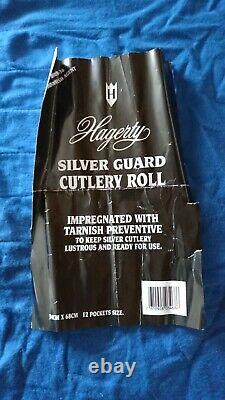 Hagerty
SILVER GUARD
CUTLERY ROLL
IMPREGNATED WITH
TARNISH PREVENTIVE
TO KEEP SILVER CUTLERY
LUSTROUS AND READY FOR USE.
X 68CM 12 POCKETS SIZE.